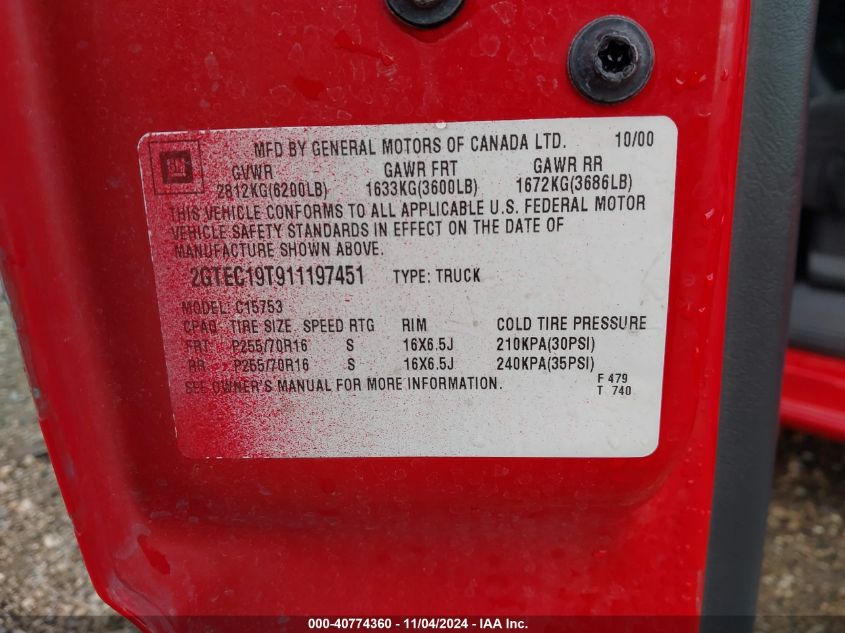 GM
MFD BY GENERAL MOTORS OF CANADA LTD. 10/00
GVWR GAWR FRT GAWR RR
2812KG(6200LB) 1633KG(3600LB) 1672KG(3686LB)
THIS VEHICLE CONFORMS TO ALL APPLICABLE U.S. FEDERAL MOTOR
VEHICLE SAFETY STANDARDS IN EFFECT ON THE DATE OF
MANUFACTURE SHOWN ABOVE.
2GTEC19T911197451 TYPE: TRUCK
MODEL: C15753
CPAO TIRE SIZE SPEED RTG RIM COLD TIRE PRESSURE
FRT P255/70R16 S 16X6.5J 210KPA(30PSI)
RR P255/70R16 S 16X6.5J 240KPA(35PSI)
SEE OWNER'S MANUAL FOR MORE INFORMATION.
F 479
T 740
000-40774360 - 11/04/2024 - IAA Inc.